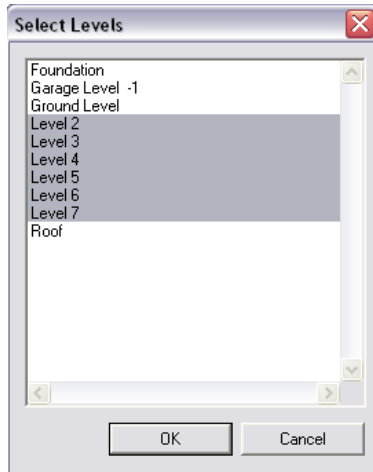 Select Levels
Foundation
Garage Level -1
Ground Level
Level 2
Level 3
Level 4
Level 5
Level 6
Level 7
Roof
OK
Cancel